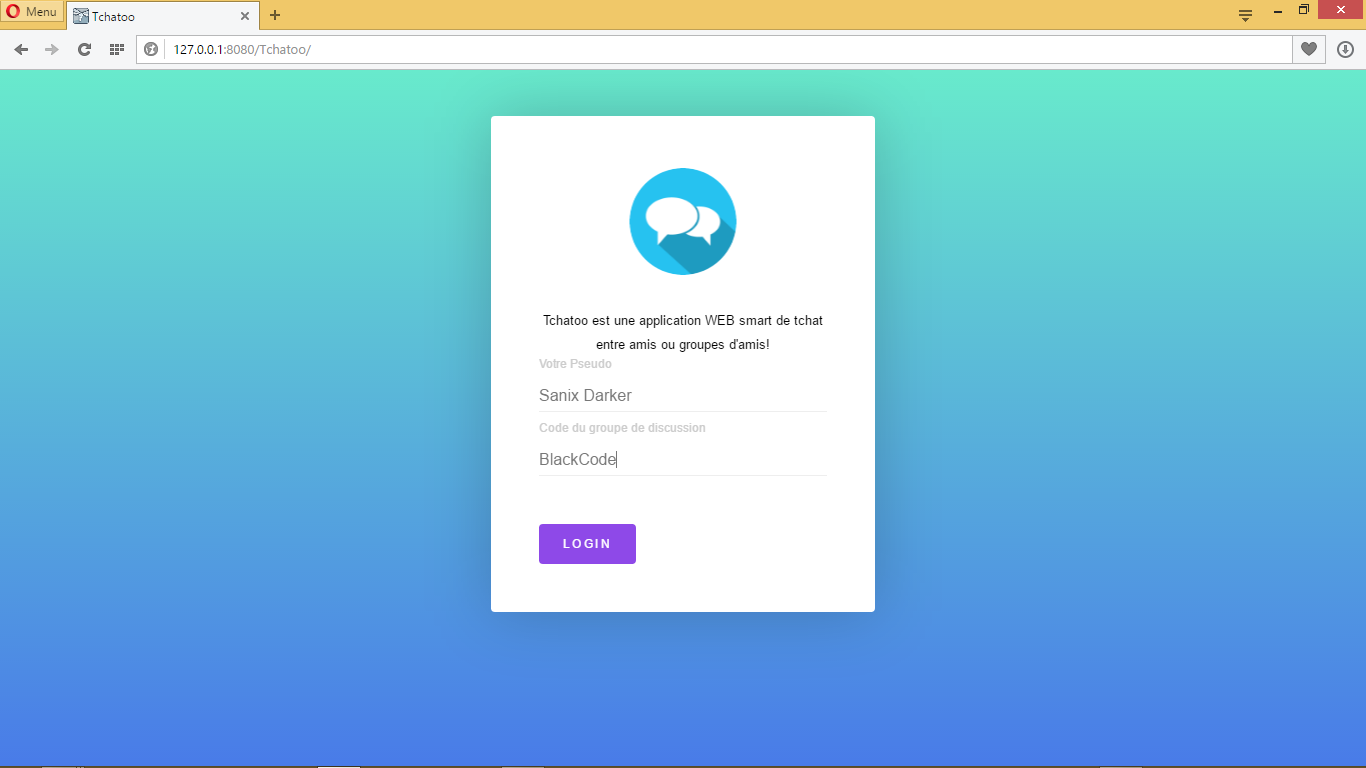 Menu
Tchatoo
127.0.0.1:8080/Tchatoo/
Tchatoo est une application WEB smart de tchat
entre amis ou groupes d'amis!
Votre Pseudo
Sanix Darker
Code du groupe de discussion
BlackCode
LOGIN